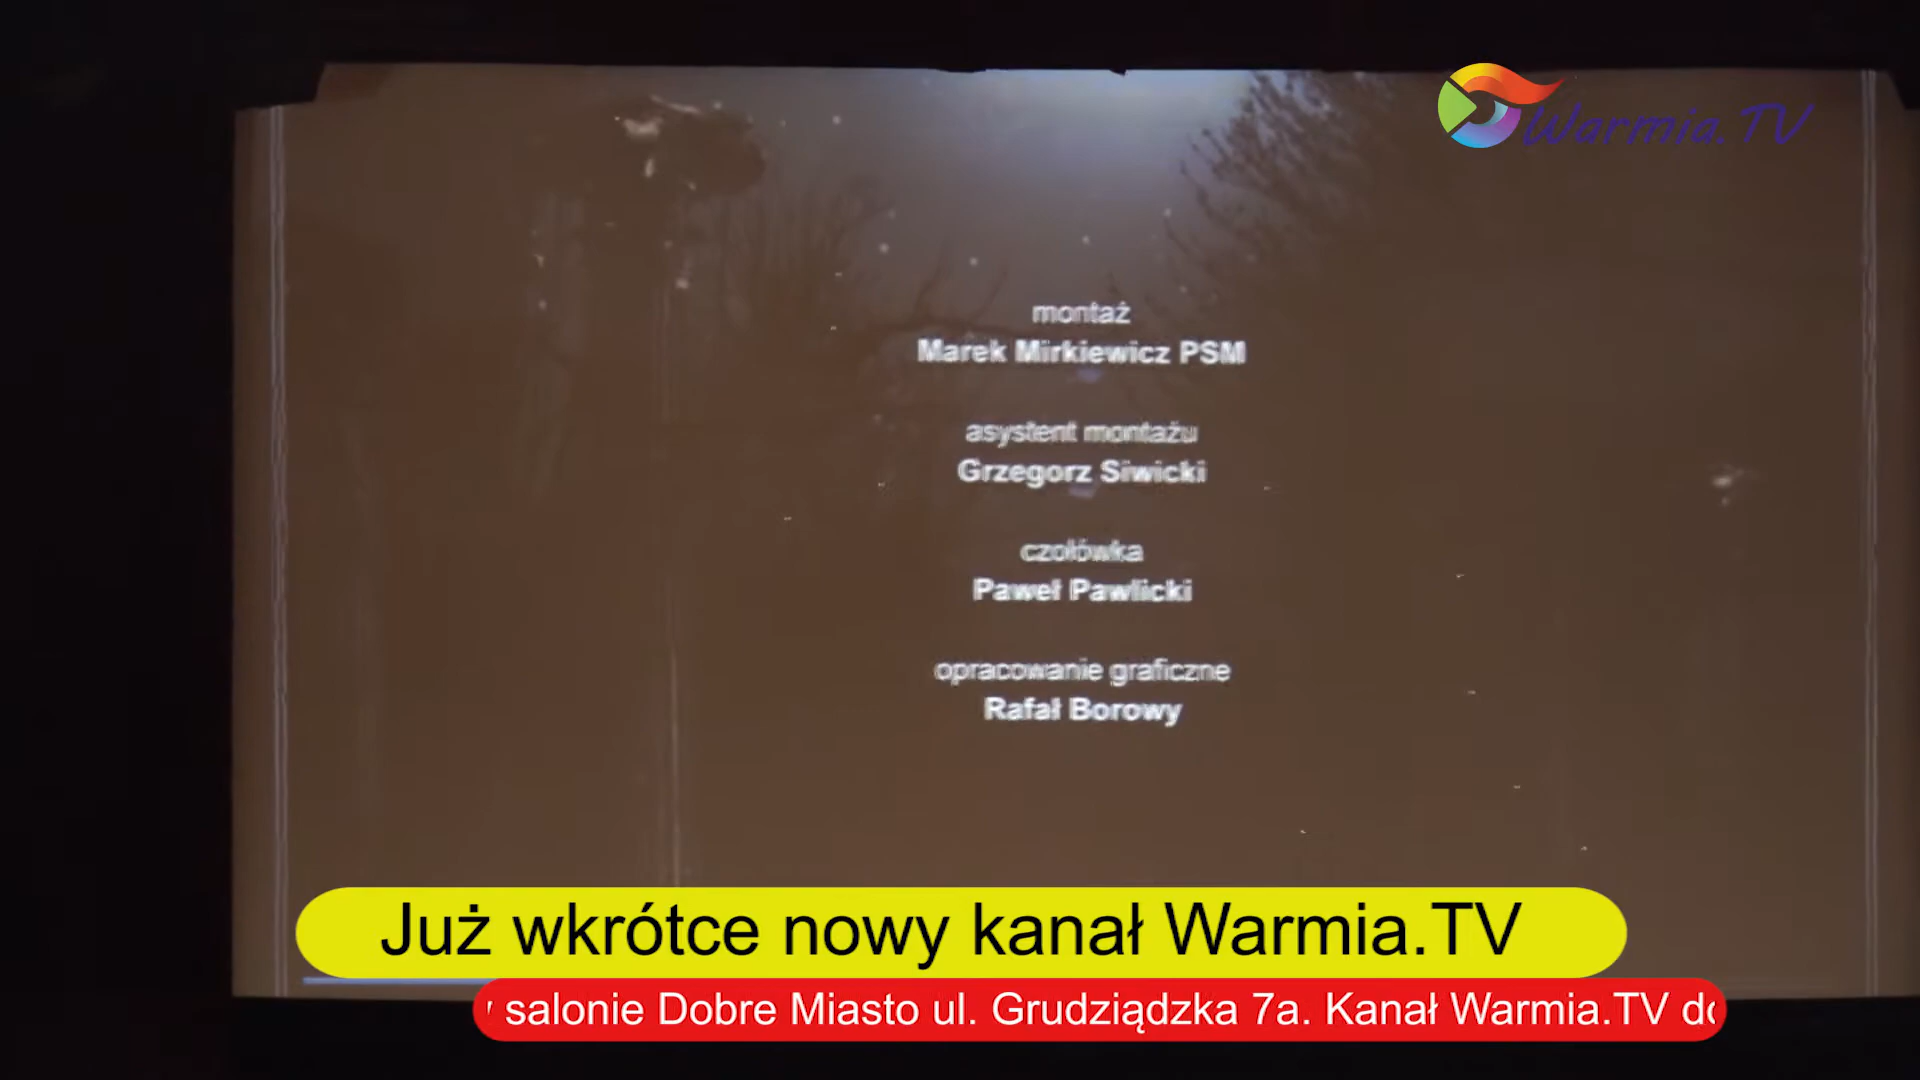 Warmia.TV
montaż
Marek Mirkiewicz PSM
asystent montażu
Grzegorz Siwicki
czołówka
Paweł Pawlicki
opracowanie graficzne
Rafał Borowy
Już wkrótce nowy kanał Warmia.TV
salonie Dobre Miasto ul. Grudziądzka 7a. Kanał Warmia.TV